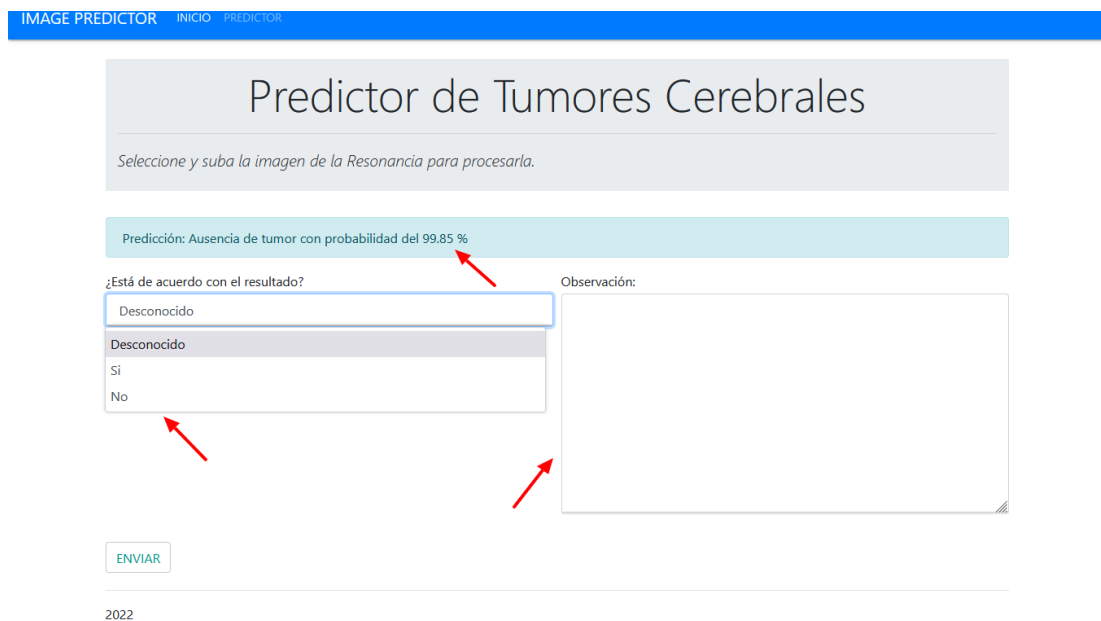 IMAGE PREDICTOR INICIO PREDICTOR
Predictor de Tumores Cerebrales
Seleccione y suba la imagen de la Resonancia para procesarla.
Predicción: Ausencia de tumor con probabilidad del 99.85 %
¿Está de acuerdo con el resultado?
Desconocido
Desconocido
Si
No
Observación:
ENVIAR
2022